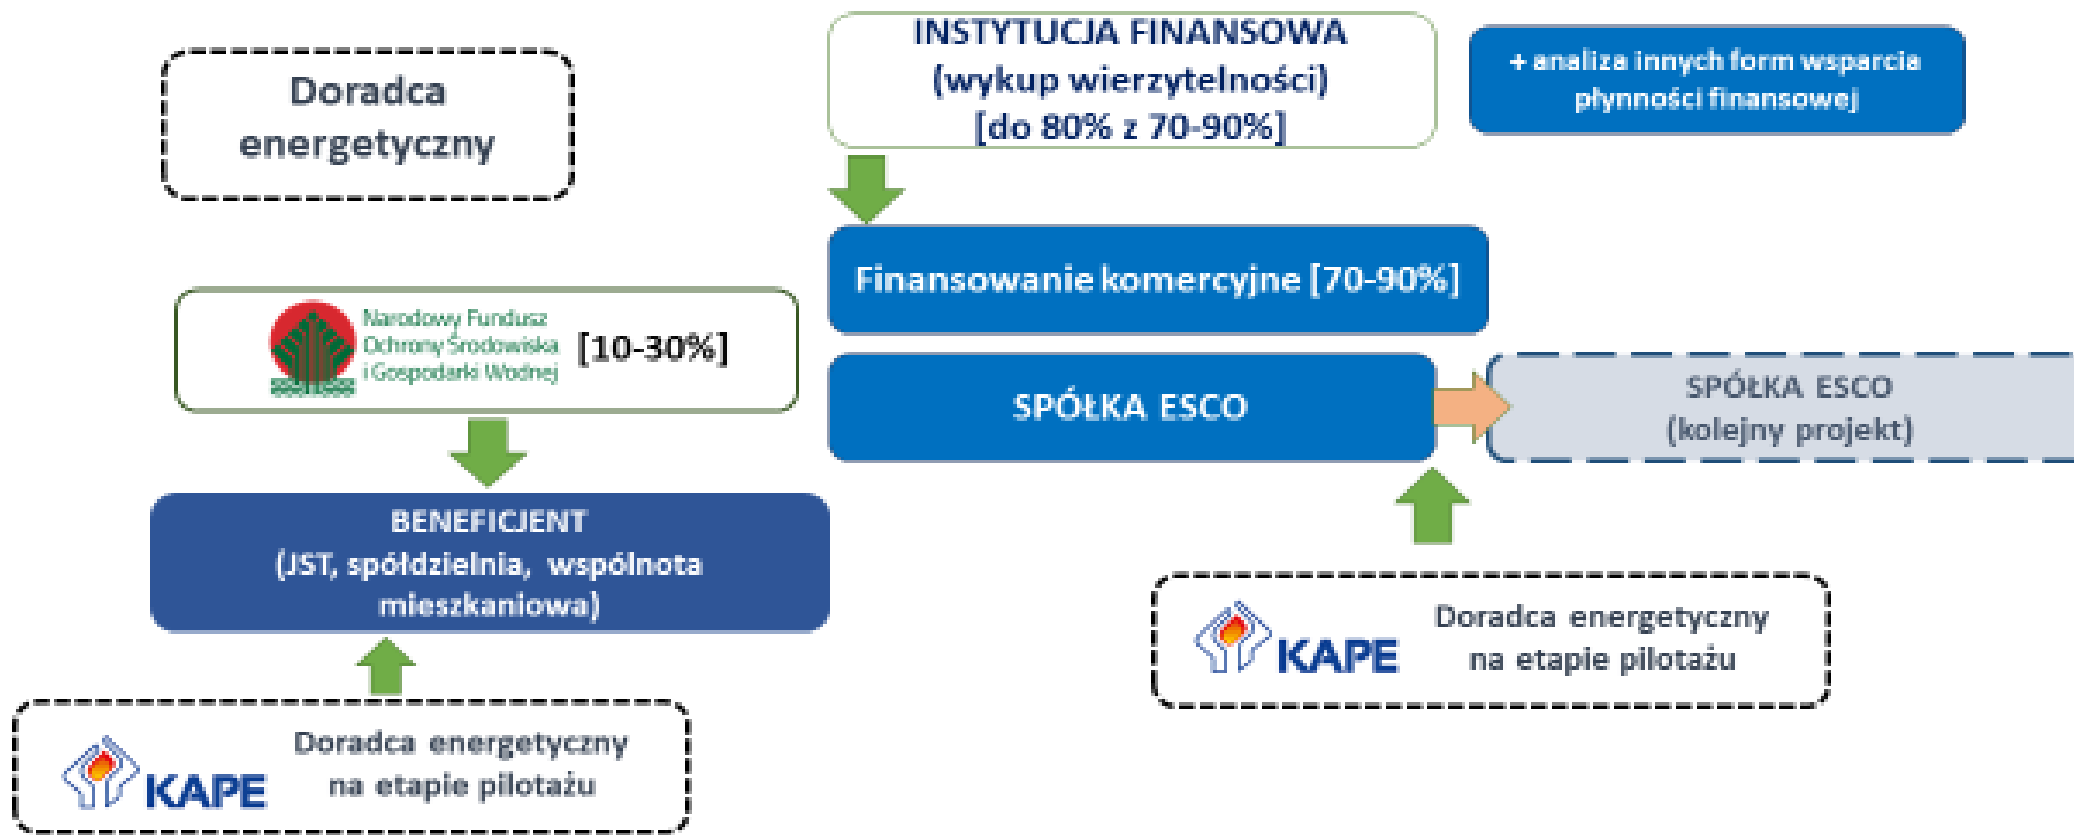 Doradca
energetyczny
INSTYTUCJA FINANSOWA
(wykup wierzytelności)
[do 80% z 70-90%]
+ analiza innych form wsparcia
płynności finansowej
Finansowanie komercyjne [70-90%]
Narodowy Fundusz
Ochrony Środowiska
i Gospodarki Wodnej
[10-30%]
SPÓŁKA ESCO
SPÓŁKA ESCO
(kolejny projekt)
BENEFICJENT
(JST, spółdzielnia, wspólnota
mieszkaniowa)
KAPE
Doradca energetyczny
na etapie pilotażu
KAPE
Doradca energetyczny
na etapie pilotażu